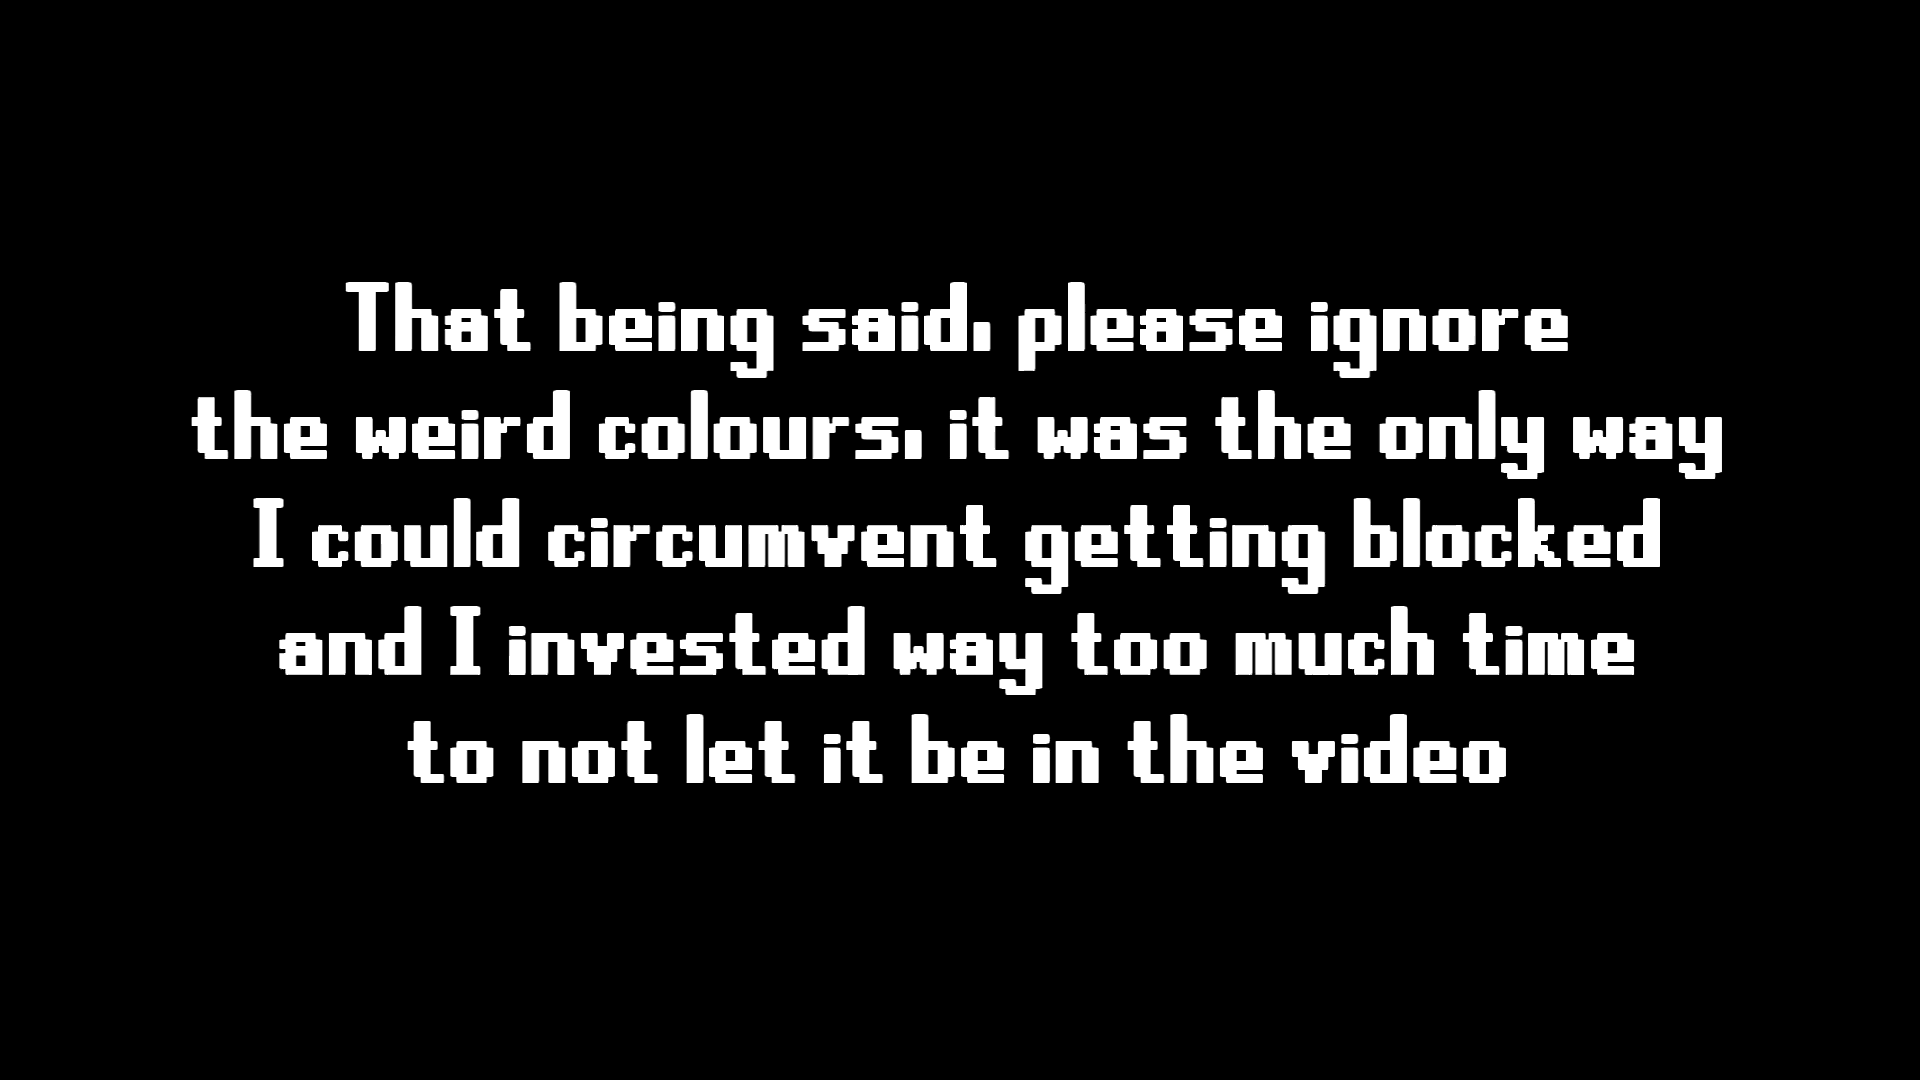 That being said, please ignore
the weird colours, it was the only way
I could circumvent getting blocked
and I invested way too much time
to not let it be in the video